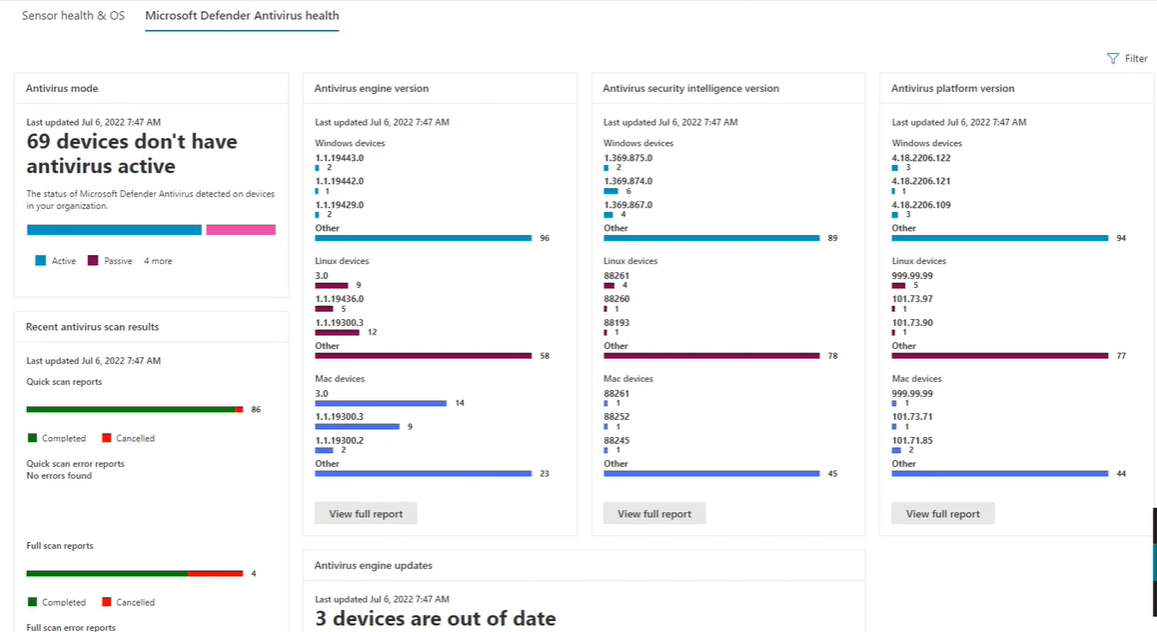 Sensor health & OS
Microsoft Defender Antivirus health
Filter
Antivirus mode
Last updated Jul 6, 2022 7:47 AM
69 devices don't have
antivirus active
The status of Microsoft Defender Antivirus detected on devices
in your organization.
Active
Passive
4 more
Recent antivirus scan results
Last updated Jul 6, 2022 7:47 AM
Quick scan reports
86
Completed
Cancelled
Quick scan error reports
No errors found
Full scan reports
4
Completed
Cancelled
Full scan error reports
Antivirus engine version
Last updated Jul 6, 2022 7:47 AM
Windows devices
1.1.19443.0
2
1.1.19442.0
1
1.1.19429.0
2
Other
96
Linux devices
3.0
9
1.1.19436.0
5
1.1.19300.3
12
Other
58
Mac devices
3.0
14
1.1.19300.3
9
1.1.19300.2
2
Other
23
View full report
Antivirus security intelligence version
Last updated Jul 6, 2022 7:47 AM
Windows devices
1.369.875.0
2
1.369.874.0
6
1.369.867.0
4
Other
89
Linux devices
88261
4
88260
1
88193
1
Other
78
Mac devices
88261
1
88252
1
88245
1
Other
45
View full report
Antivirus platform version
Last updated Jul 6, 2022 7:47 AM
Windows devices
4.18.2206.122
3
4.18.2206.121
1
4.18.2206.109
3
Other
94
Linux devices
999.99.99
5
101.73.97
1
101.73.90
1
Other
77
Mac devices
999.99.99
1
101.73.71
1
101.71.85
2
Other
44
View full report
Antivirus engine updates
Last updated Jul 6, 2022 7:47 AM
3 devices are out of date